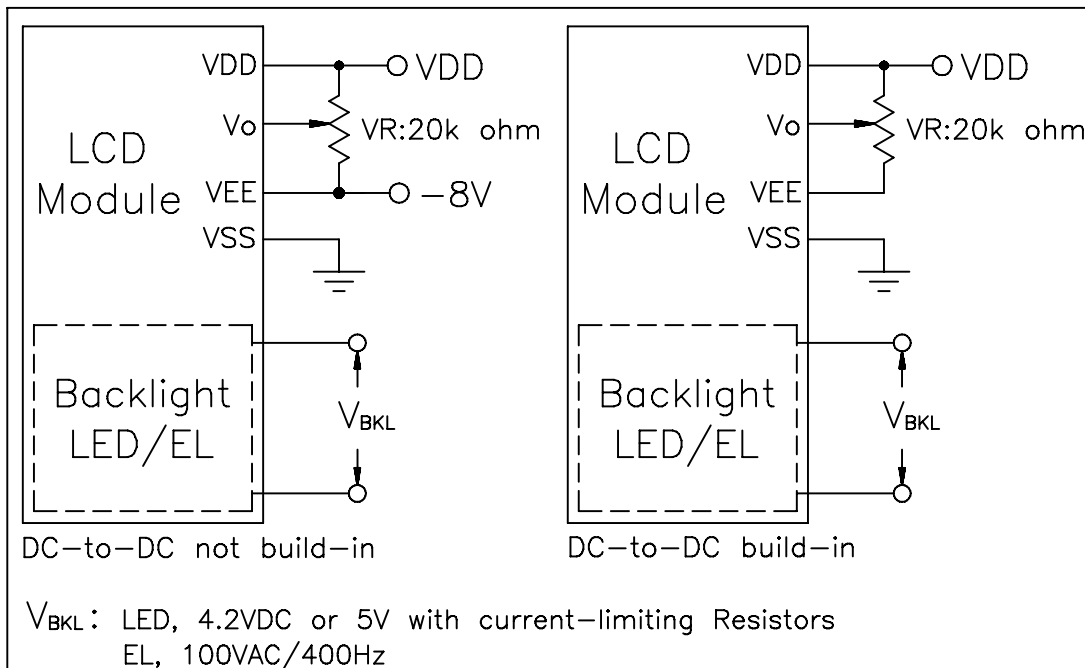 VDD
VDD
Vo
VR:20k ohm
LCD
Module
VEE
-8V
VSS
Backlight
LED/EL
VBKL
DC-to-DC not build-in
VDD
VDD
Vo
VR:20k ohm
LCD
Module
VEE
VSS
Backlight
LED/EL
VBKL
DC-to-DC build-in
VBKL: LED, 4.2VDC or 5V with current-limiting Resistors
EL, 100VAC/400Hz